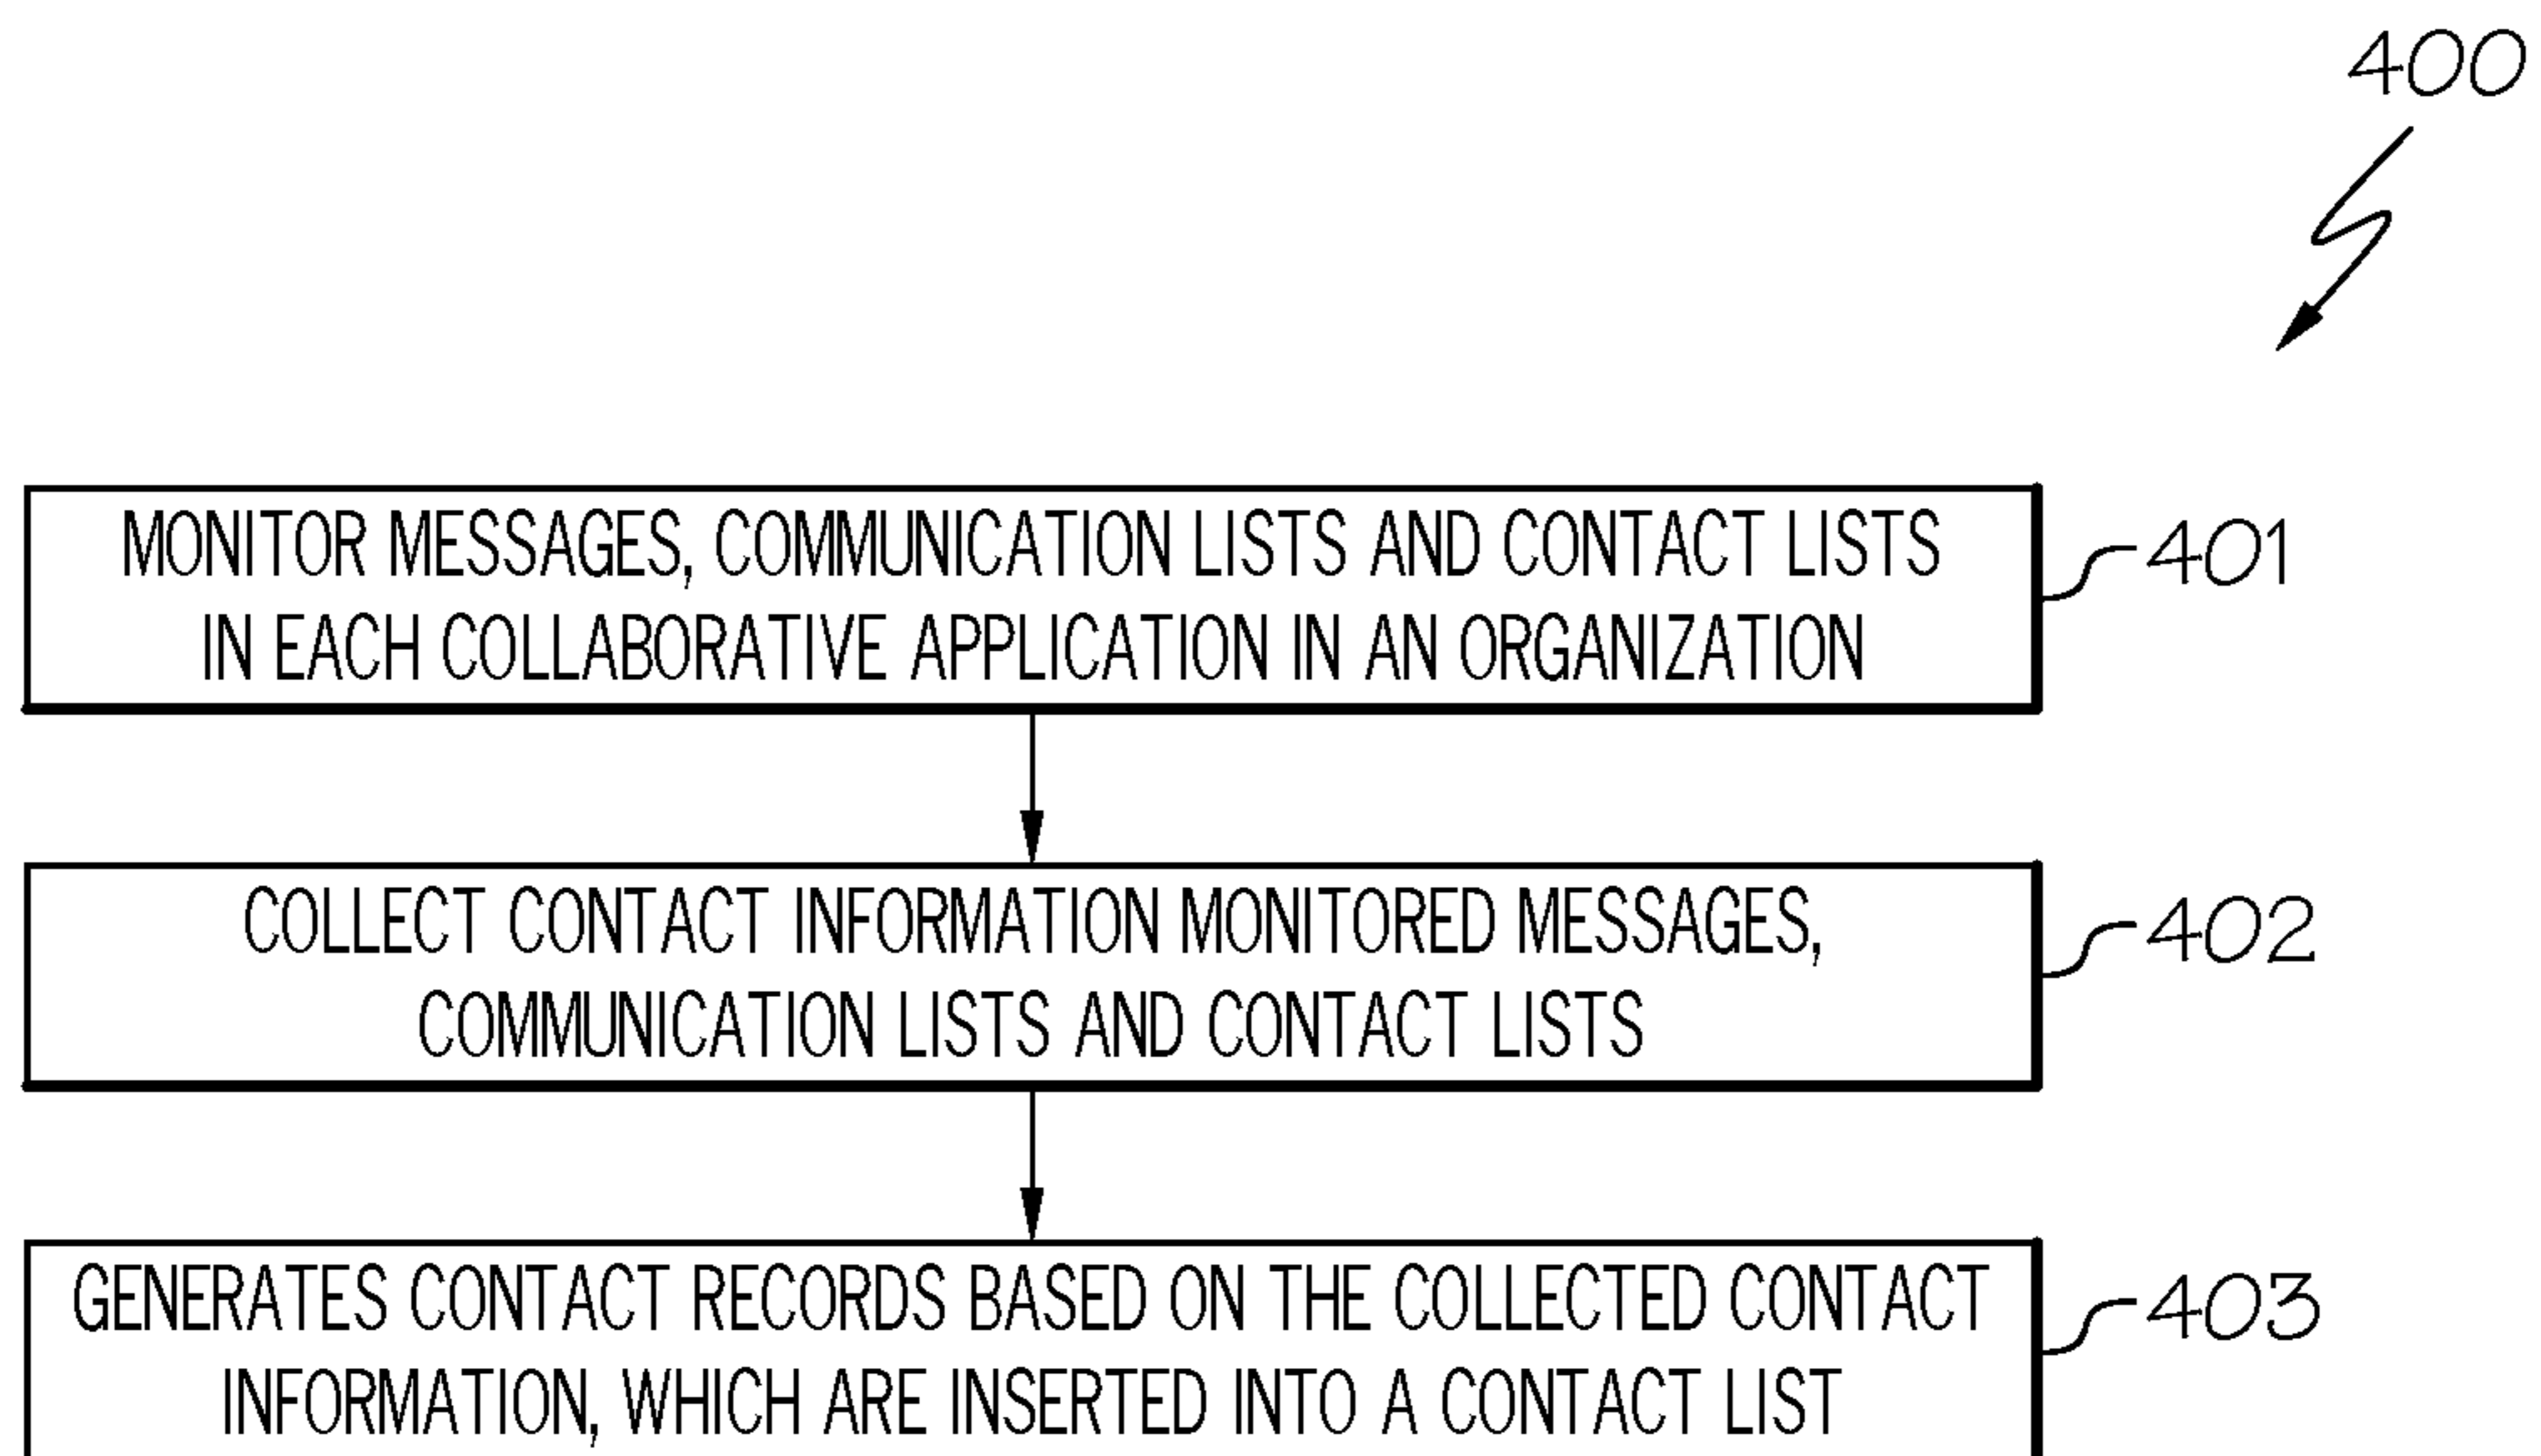 400
MONITOR MESSAGES, COMMUNICATION LISTS AND CONTACT LISTS
IN EACH COLLABORATIVE APPLICATION IN AN ORGANIZATION
401
COLLECT CONTACT INFORMATION MONITORED MESSAGES,
COMMUNICATION LISTS AND CONTACT LISTS
402
GENERATES CONTACT RECORDS BASED ON THE COLLECTED CONTACT
INFORMATION, WHICH ARE INSERTED INTO A CONTACT LIST
403